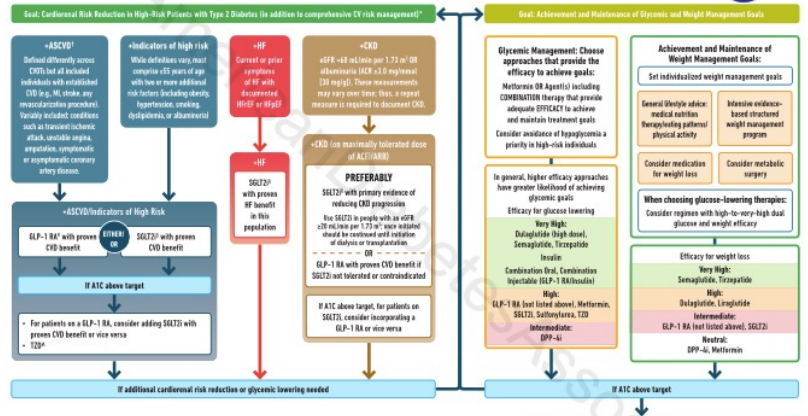 Goal: Cardiorenal Risk Reduction in High-Risk Patients with Type 2 Diabetes (in addition to comprehensive CV risk management)*
Goal: Achievement and Maintenance of Glycemic and Weight Management Goals
+ASCVD†
Defined differently across
CVOTs but all included
individuals with established
CVD (e.g., MI, stroke, any
revascularization procedure).
Variably included: conditions
such as transient ischemic
attack, unstable angina,
amputation, symptomatic
or asymptomatic coronary
artery disease.
+Indicators of high risk
While definitions vary, most
comprise ≥55 years of age
with two or more additional
risk factors (including obesity,
hypertension, smoking,
dyslipidemia, or albuminuria)
+HF
Current or prior
symptoms
of HF with
documented
HFrEF or HFpEF
+CKD
eGFR <60 mL/min per 1.73 m² OR
albuminuria (ACR ≥3.0 mg/mmol
[30 mg/g]). These measurements
may vary over time; thus, a repeat
measure is required to document CKD.
+ASCVD/Indicators of High Risk
GLP-1 RA# with proven
CVD benefit
EITHER/
OR
SGLT2i§ with proven
CVD benefit
If A1C above target
• For patients on a GLP-1 RA, consider adding SGLT2i with
proven CVD benefit or vice versa
• TZD^
+HF
SGLT2i§
with proven
HF benefit
in this
population
+CKD (on maximally tolerated dose
of ACEi/ARB)
PREFERABLY
SGLT2i§ with primary evidence of
reducing CKD progression
Use SGLT2i in people with an eGFR
≥20 mL/min per 1.73 m²; once initiated
should be continued until initiation
of dialysis or transplantation
OR
GLP-1 RA with proven CVD benefit if
SGLT2i not tolerated or contraindicated
If A1C above target, for patients on
SGLT2i, consider incorporating a
GLP-1 RA or vice versa
If additional cardiorenal risk reduction or glycemic lowering needed
Glycemic Management: Choose
approaches that provide the
efficacy to achieve goals:
Metformin OR Agent(s) including
COMBINATION therapy that provide
adequate EFFICACY to achieve
and maintain treatment goals
Consider avoidance of hypoglycemia a
priority in high-risk individuals
In general, higher efficacy approaches
have greater likelihood of achieving
glycemic goals
Efficacy for glucose lowering
Very High:
Dulaglutide (high dose),
Semaglutide, Tirzepatide
Insulin
Combination Oral, Combination
Injectable (GLP-1 RA/Insulin)
High:
GLP-1 RA (not listed above), Metformin,
SGLT2i, Sulfonylurea, TZD
Intermediate:
DPP-4i
Achievement and Maintenance of
Weight Management Goals:
Set individualized weight management goals
General lifestyle advice:
medical nutrition
therapy/eating patterns/
physical activity
Intensive evidence-
based structured
weight management
program
Consider medication
for weight loss
Consider metabolic
surgery
When choosing glucose-lowering therapies:
Consider regimen with high-to-very-high dual
glucose and weight efficacy
Efficacy for weight loss
Very High:
Semaglutide, Tirzepatide
High:
Dulaglutide, Liraglutide
Intermediate:
GLP-1 RA (not listed above), SGLT2i
Neutral:
DPP-4i, Metformin
If A1C above target